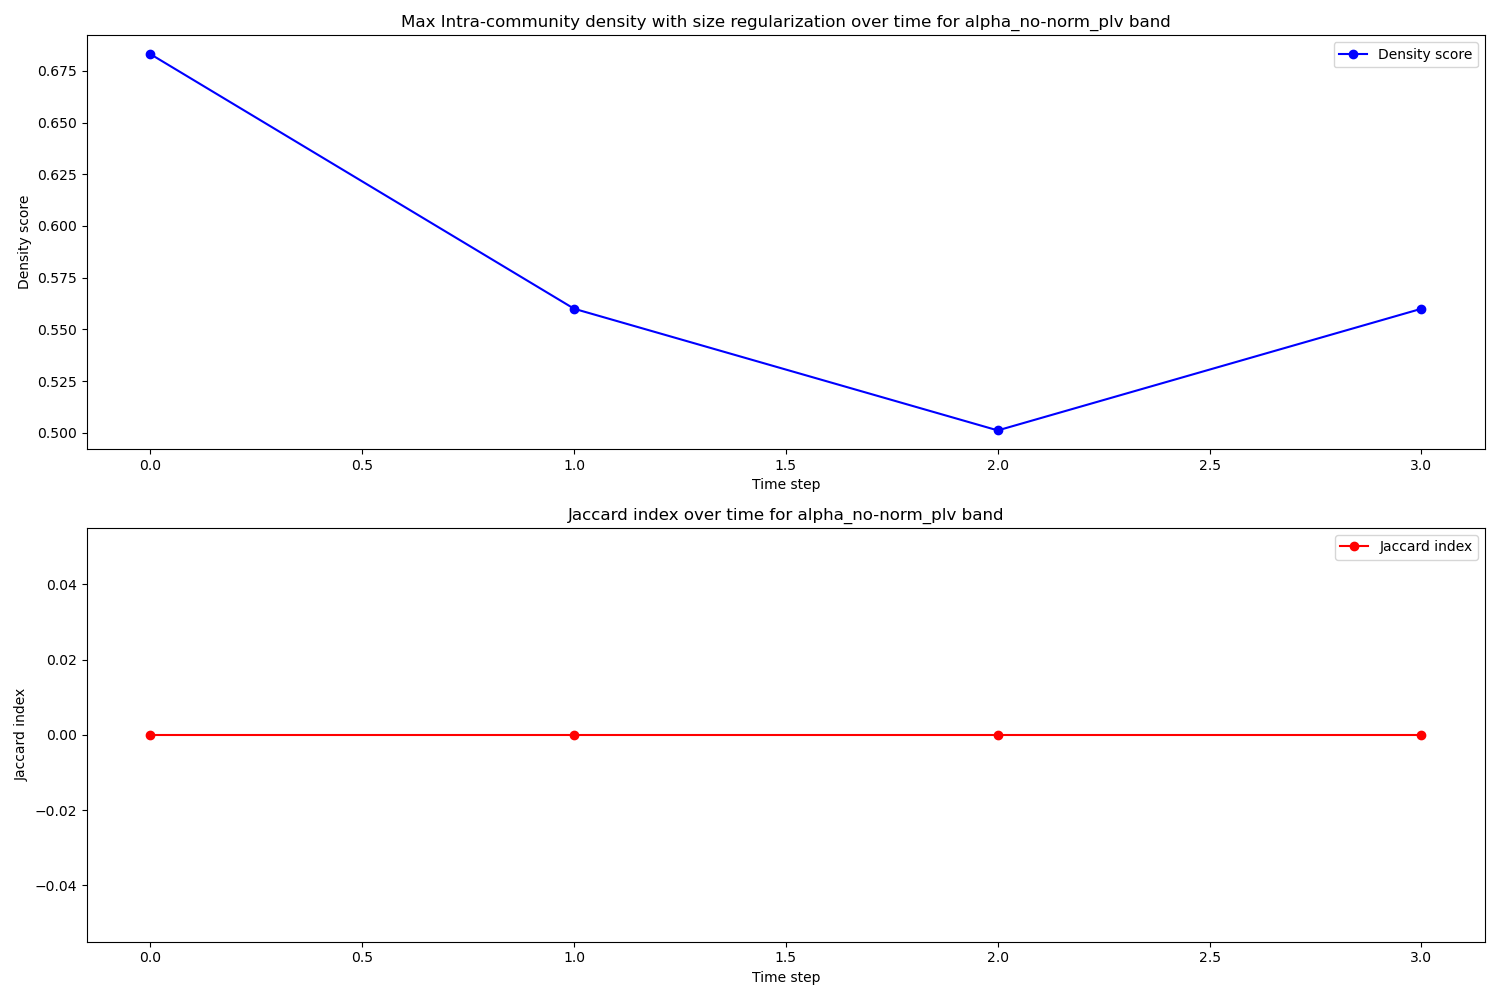 Max Intra-community density with size regularization over time for alpha_no-norm_plv band
Density score
0.675
0.650
0.625
0.600
0.575
0.550
0.525
0.500
Density score
0.0 0.5 1.0 1.5 2.0 2.5 3.0
Time step
Jaccard index over time for alpha_no-norm_plv band
Jaccard index
0.04
0.02
0.00
−0.02
−0.04
Jaccard index
0.0 0.5 1.0 1.5 2.0 2.5 3.0
Time step